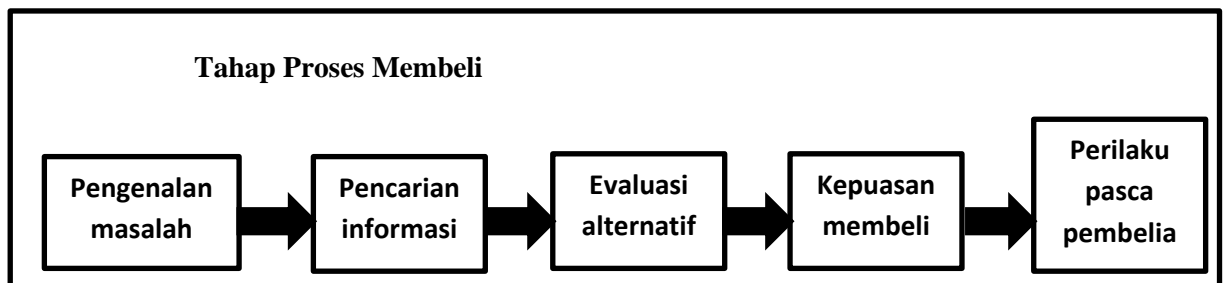 Tahap Proses Membeli
Pengenalan
masalah
Pencarian
informasi
Evaluasi
alternatif
Kepuasan
membeli
Perilaku
pasca
pembelia